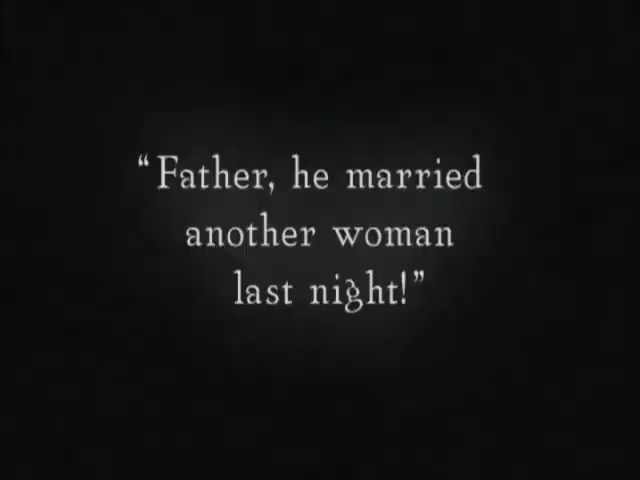 “Father, he married
another woman
last night!”